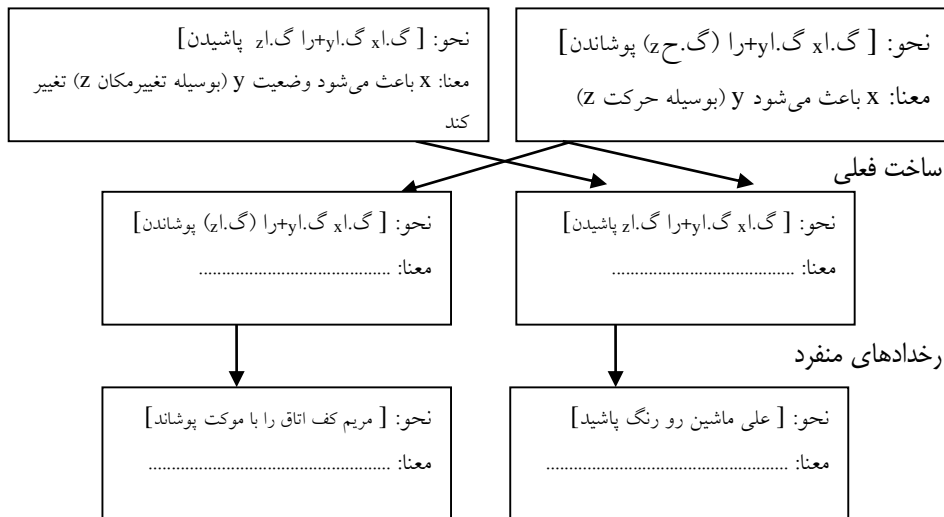 نحو: [ گ.اx گ.اy+را (گ.حz) پوشاندن]
معنا: x باعث می‌شود y (بوسیله حرکت z)
نحو: [ گ.اx گ.اy+را گ.اz پاشیدن]
معنا: x باعث می‌شود وضعیت y (بوسیله تغییرمکان z) تغییر
کند
ساخت فعلی
نحو: [ گ.اx گ.اy+را گ.اz پاشیدن]
معنا: ........................................
نحو: [ گ.اx گ.اy+را (گ.اz) پوشاندن]
معنا: ..........................................
رخدادهای منفرد
نحو: [ علی ماشین رو رنگ پاشید]
معنا: .....................................................
نحو: [ مریم کف اتاق را با موکت پوشاند]
معنا: .....................................................